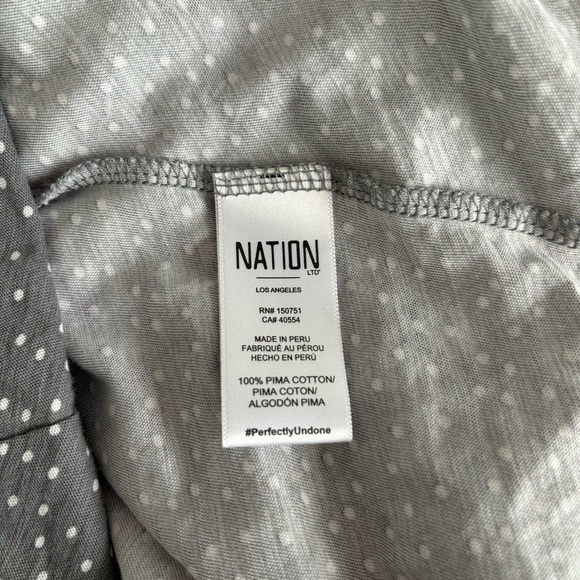 NATION
LTD
LOS ANGELES
RN# 150751
CA# 40554
MADE IN PERU
FABRIQUÉ AU PÉROU
HECHO EN PERÚ
100% PIMA COTTON/
PIMA COTON/
ALGODÓN PIMA
#PerfectlyUndone